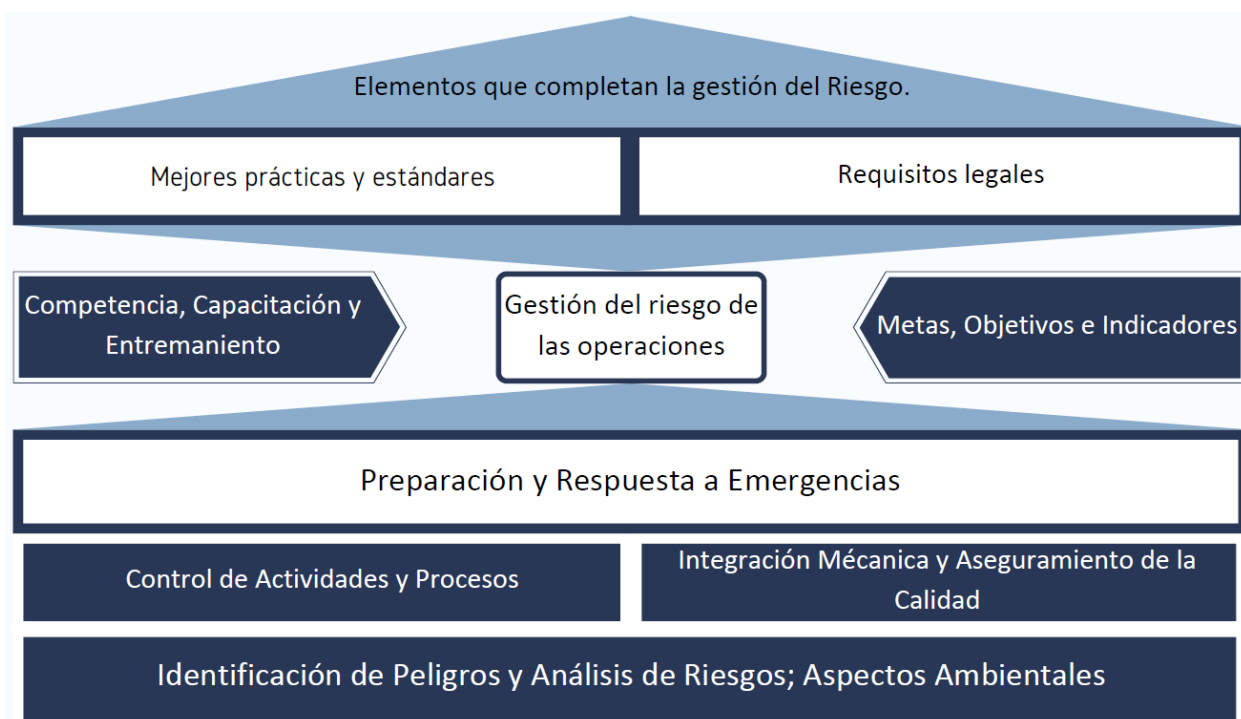 Elementos que completan la gestión del Riesgo.
Mejores prácticas y estándares
Requisitos legales
Competencia, Capacitación y
Entremaniento
Gestión del riesgo de
las operaciones
Metas, Objetivos e Indicadores
Preparación y Respuesta a Emergencias
Control de Actividades y Procesos
Integración Mécanica y Aseguramiento de la
Calidad
Identificación de Peligros y Análisis de Riesgos; Aspectos Ambientales